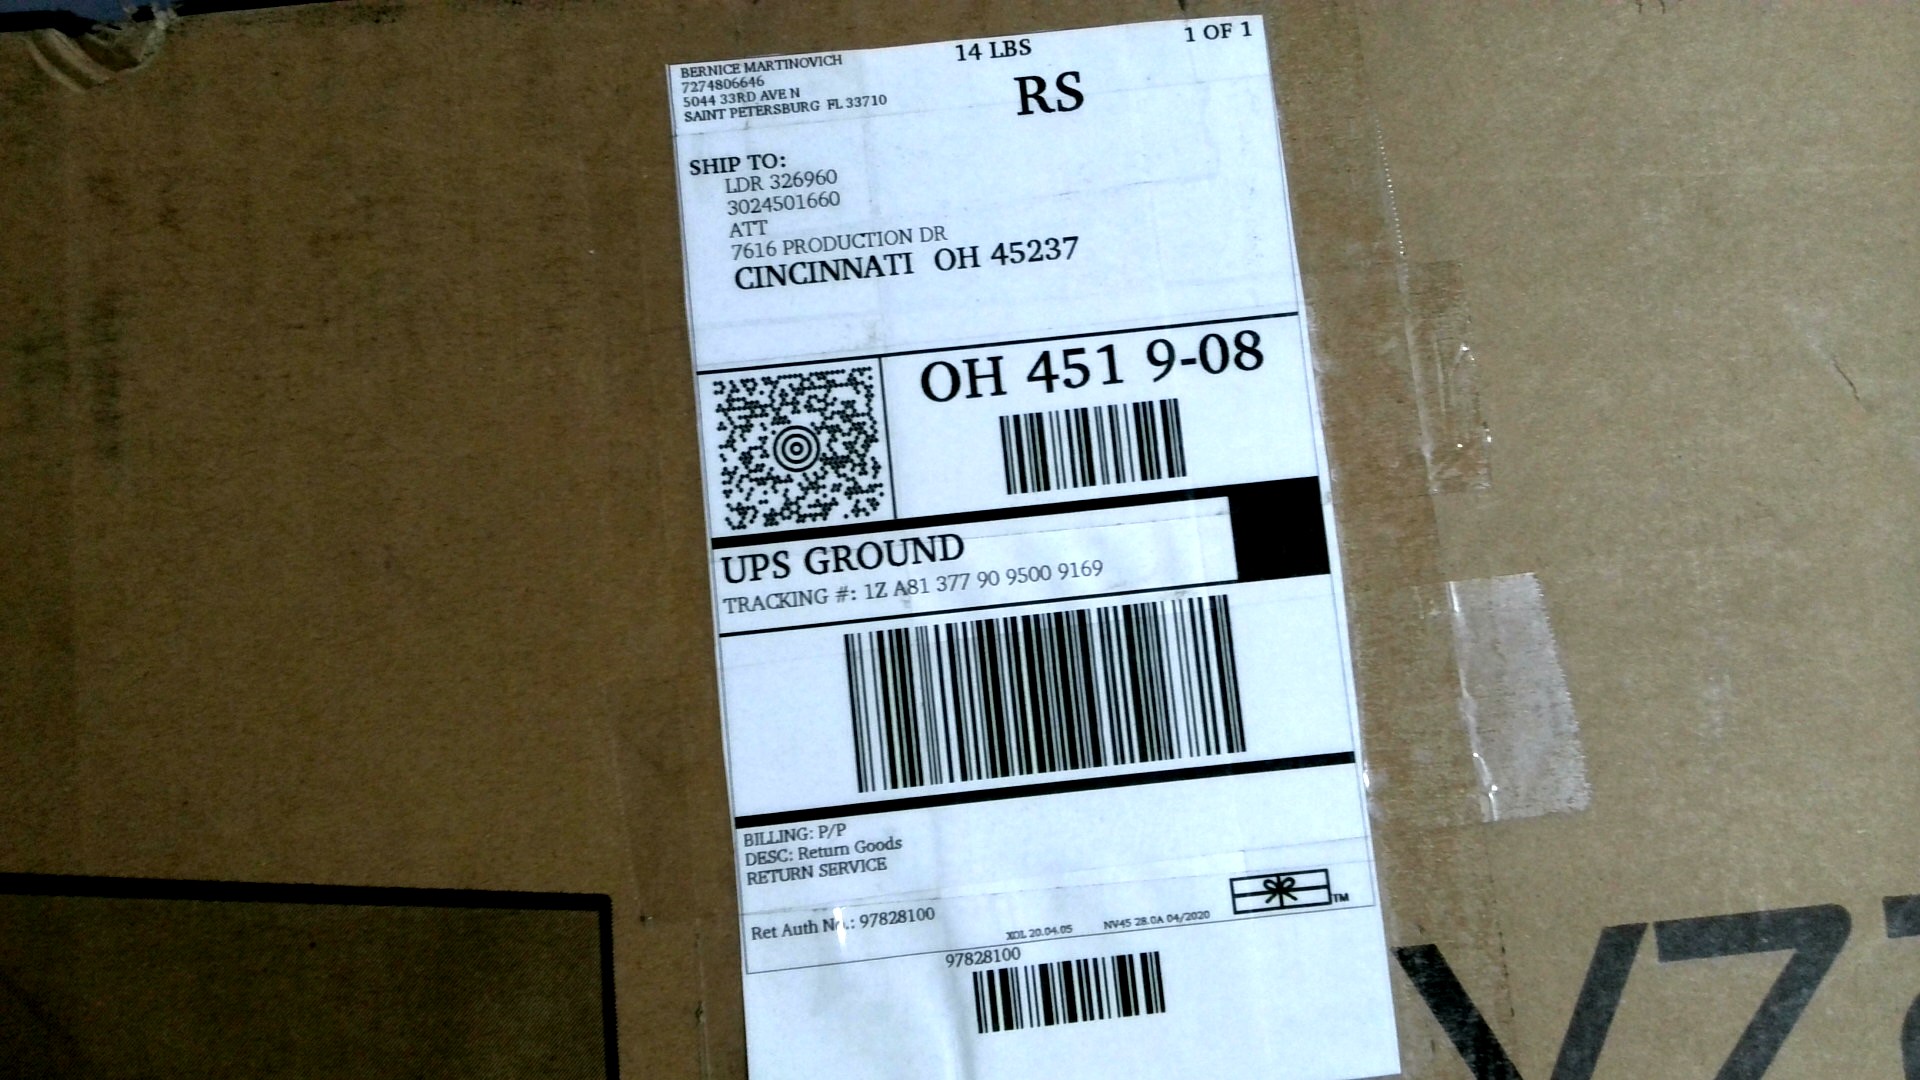 BERNICE MARTINOVICH
7274806646
5044 33RD AVE N
SAINT PETERSBURG FL 33710
14 LBS
1 OF 1
RS
SHIP TO:
LDR 326960
3024501660
ATT
7616 PRODUCTION DR
CINCINNATI OH 45237
OH 451 9-08
UPS GROUND
TRACKING #: 1Z A81 377 90 9500 9169
BILLING: P/P
DESC: Return Goods
RETURN SERVICE
Ret Auth No.: 97828100
XOL 20.04.05
NV45 28.0A 04/2020
TM
97828100